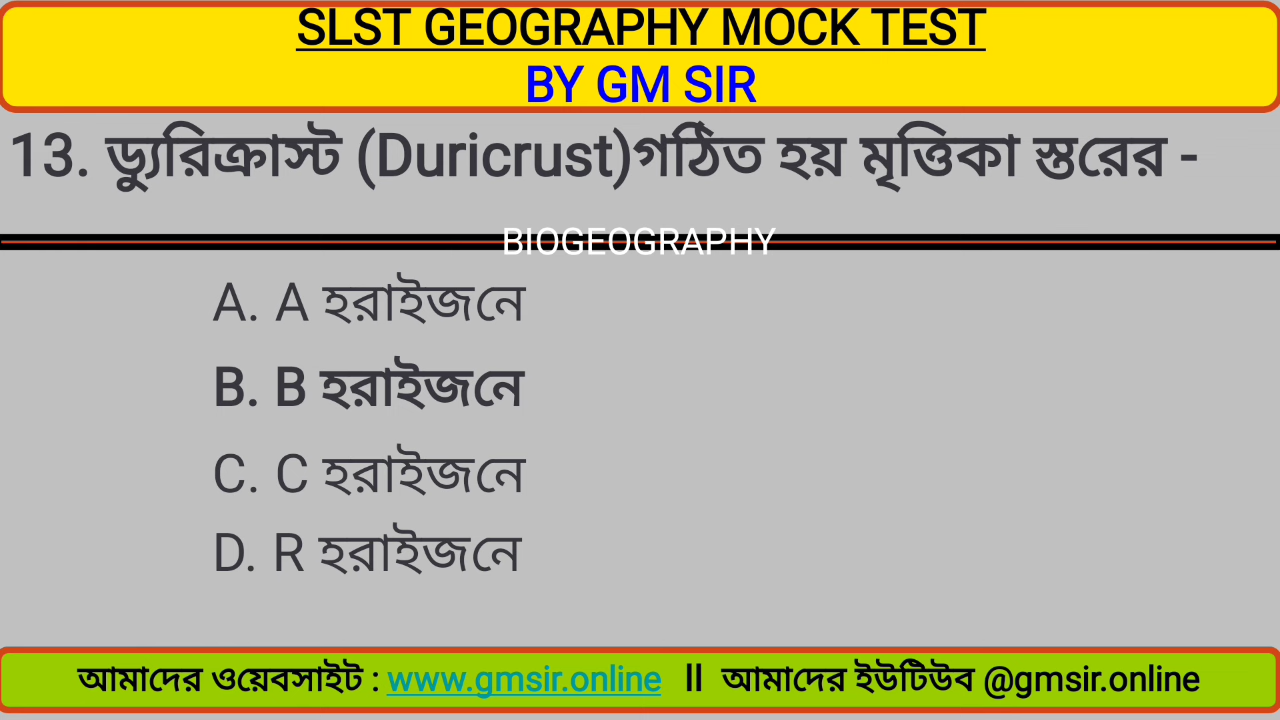 SLST GEOGRAPHY MOCK TEST
BY GM SIR
13. ড্যুরিক্রাস্ট (Duricrust)গঠিত হয় মৃত্তিকা স্তরের -
BIOGEOGRAPHY
A. A হরাইজনে
B. B হরাইজনে
C. C হরাইজনে
D. R হরাইজনে
আমাদের ওয়েবসাইট : www.gmsir.online ll আমাদের ইউটিউব @gmsir.online